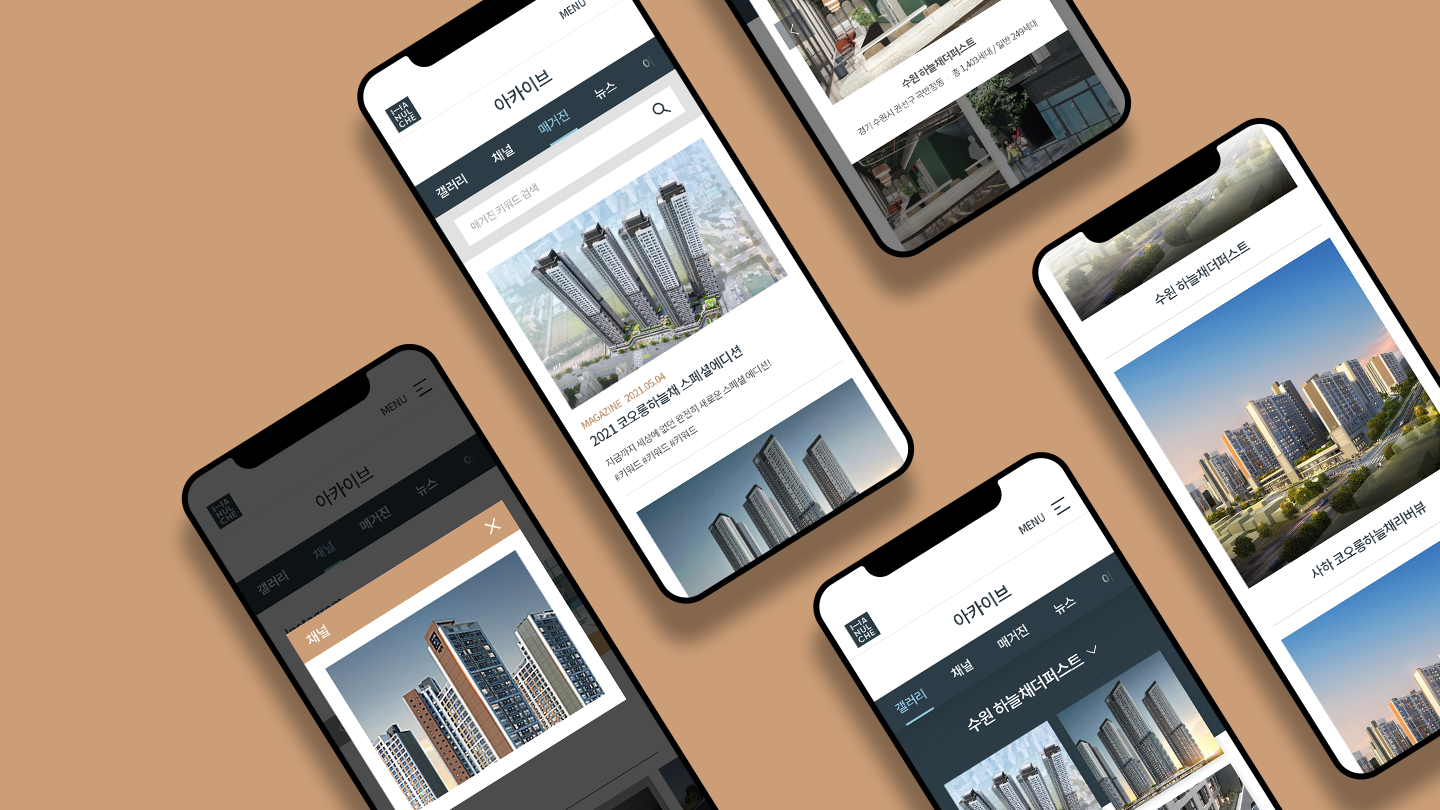 MENU
HA
NUL
CHE
아카이브
갤러리 채널 매거진 뉴스
매거진 키워드 검색
MAGAZINE 2021.05.04
2021 코오롱하늘채 스페셜에디션
지금까지 세상에 없던 완전히 새로운 스페셜 에디션!
#키워드 #키워드 #키워드
수원 하늘채더퍼스트
경기 수원시 권선구 곡반정동 총 1,403세대 / 일반 249세대
수원 하늘채더퍼스트
사하 코오롱하늘채리버뷰
MENU
HA
NUL
CHE
아카이브
갤러리 채널 매거진 뉴스
채널
MENU
HA
NUL
CHE
아카이브
갤러리 채널 매거진 뉴스
수원 하늘채더퍼스트